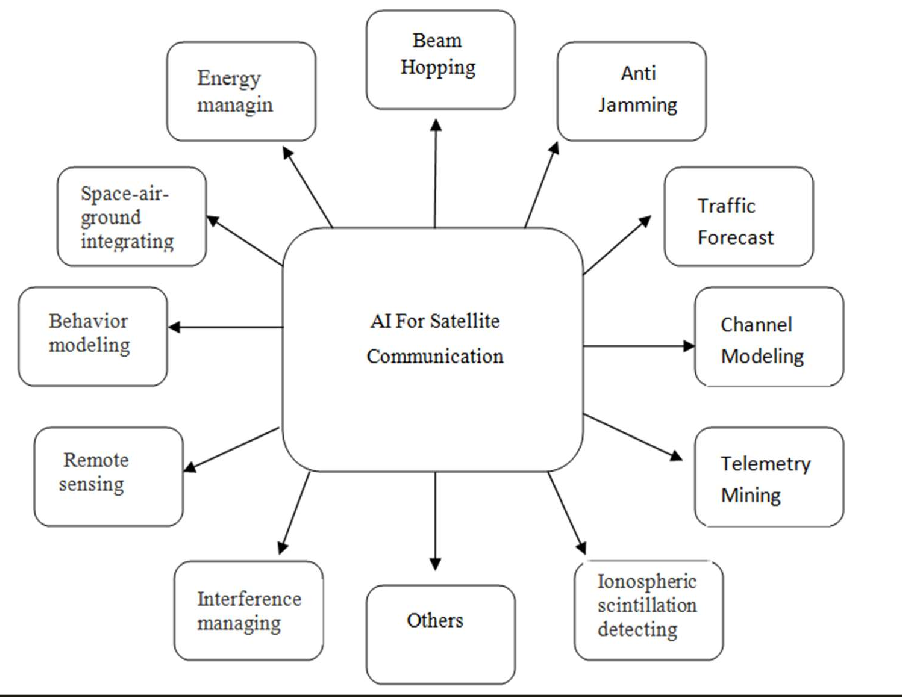 Beam
Hopping
Anti
Jamming
Energy
managin
Space-air-
ground
integrating
Traffic
Forecast
Behavior
modeling
AI For Satellite
Communication
Channel
Modeling
Remote
sensing
Telemetry
Mining
Interference
managing
Others
Ionospheric
scintillation
detecting